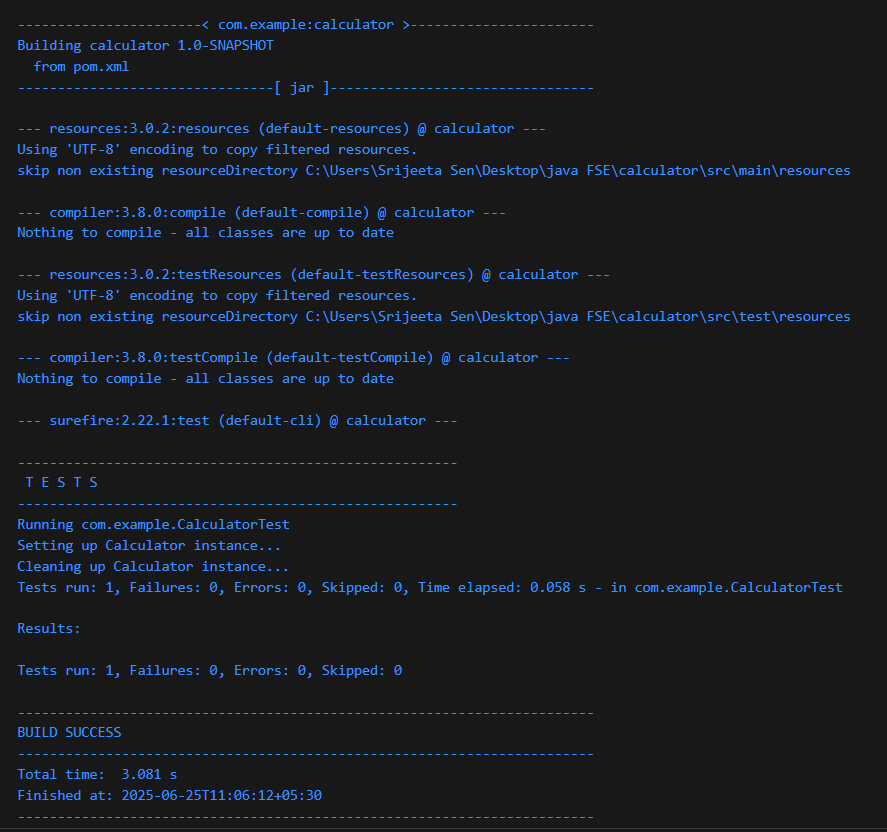 -----------------------< com.example:calculator >-----------------------
Building calculator 1.0-SNAPSHOT
  from pom.xml
--------------------------------[ jar ]---------------------------------

--- resources:3.0.2:resources (default-resources) @ calculator ---
Using 'UTF-8' encoding to copy filtered resources.
skip non existing resourceDirectory C:\Users\Srijeeta Sen\Desktop\java FSE\calculator\src\main\resources

--- compiler:3.8.0:compile (default-compile) @ calculator ---
Nothing to compile - all classes are up to date

--- resources:3.0.2:testResources (default-testResources) @ calculator ---
Using 'UTF-8' encoding to copy filtered resources.
skip non existing resourceDirectory C:\Users\Srijeeta Sen\Desktop\java FSE\calculator\src\test\resources

--- compiler:3.8.0:testCompile (default-testCompile) @ calculator ---
Nothing to compile - all classes are up to date

--- surefire:2.22.1:test (default-cli) @ calculator ---

-------------------------------------------------------
 T E S T S
-------------------------------------------------------
Running com.example.CalculatorTest
Setting up Calculator instance...
Cleaning up Calculator instance...
Tests run: 1, Failures: 0, Errors: 0, Skipped: 0, Time elapsed: 0.058 s - in com.example.CalculatorTest

Results:

Tests run: 1, Failures: 0, Errors: 0, Skipped: 0

------------------------------------------------------------------------
BUILD SUCCESS
------------------------------------------------------------------------
Total time:  3.081 s
Finished at: 2025-06-25T11:06:12+05:30
------------------------------------------------------------------------